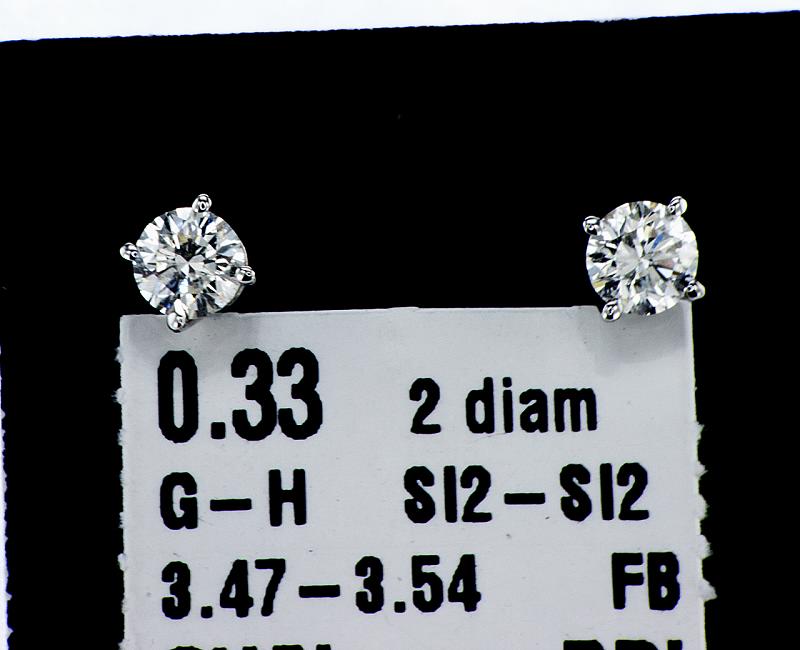 0.33 2 diam
G-H SI2-SI2
3.47-3.54 FB